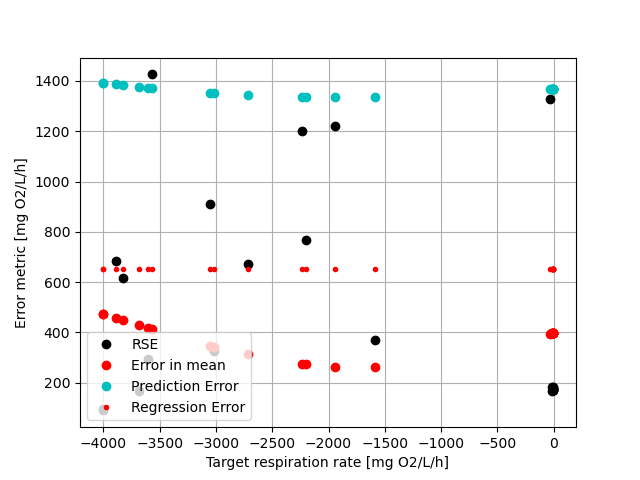 1400
1200
1000
800
600
400
200
Error metric [mg O2/L/h]
RSE
Error in mean
Prediction Error
Regression Error
−4000 −3500 −3000 −2500 −2000 −1500 −1000 −500 0
Target respiration rate [mg O2/L/h]